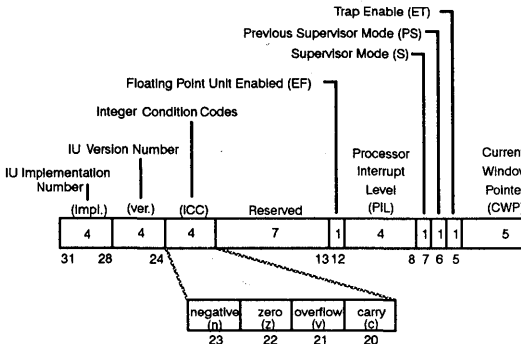 Trap Enable (ET)
Previous Supervisor Mode (PS)
Supervisor Mode (S)
Floating Point Unit Enabled (EF)
Integer Condition Codes
IU Version Number
IU Implementation
Number
Processor
Interrupt
Level
(PIL)
Current
Window
Pointe
(CWP)
(impl.) (ver.) (ICC) Reserved
4 4 4 7 1 4 1 1 1 5
31 28 24 13 12 8 7 6 5
negative zero overflow carry
(n) (z) (v) (c)
23 22 21 20